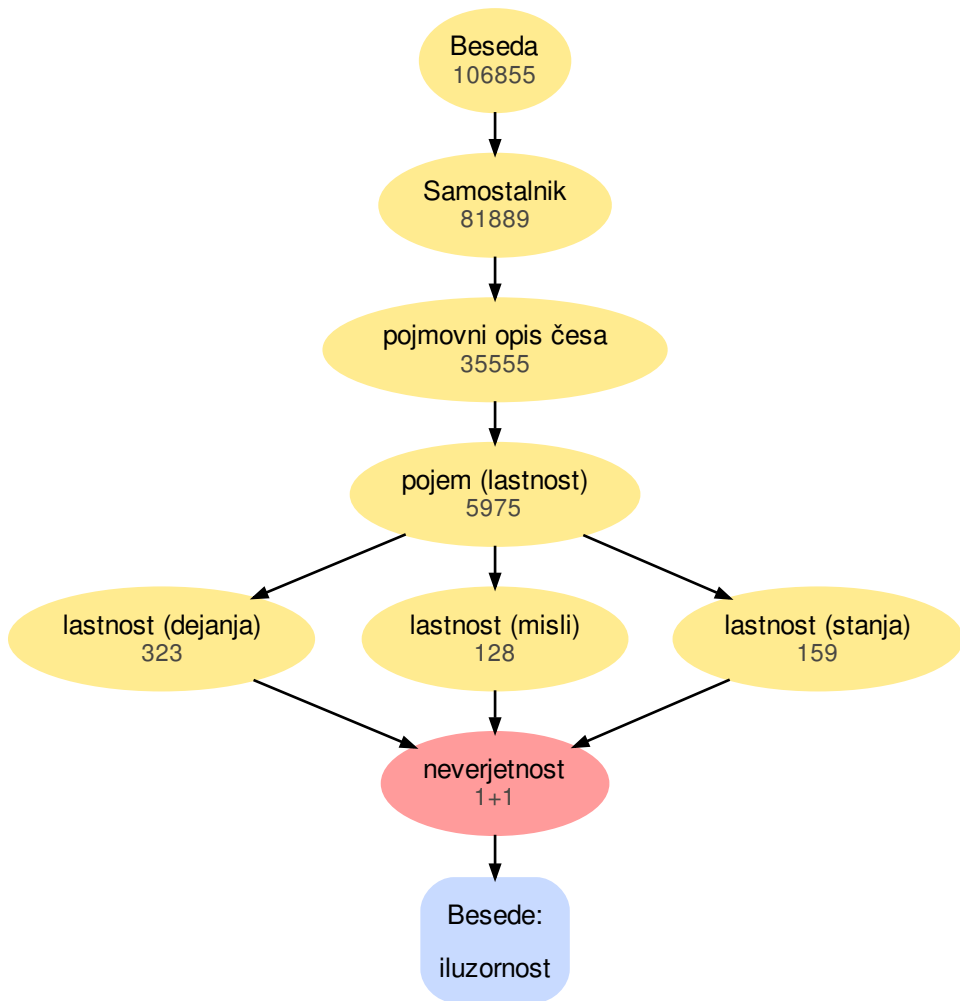 Beseda
106855
Samostalnik
81889
pojmovni opis česa
35555
pojem (lastnost)
5975
lastnost (dejanja)
323
lastnost (misli)
128
lastnost (stanja)
159
neverjetnost
1+1
Besede:
iluzornost